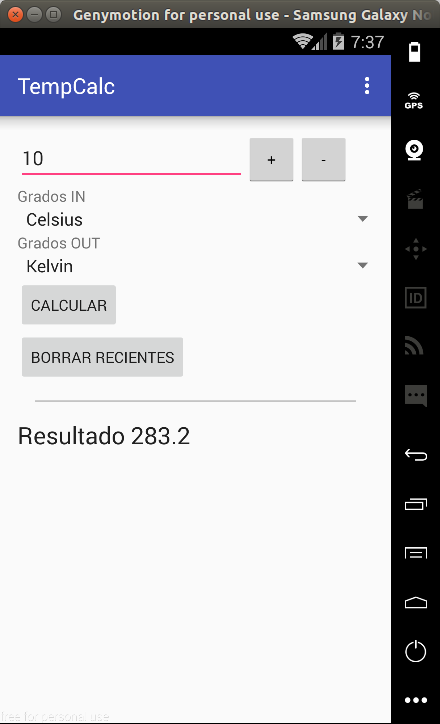 Genymotion for personal use - Samsung Galaxy No
7:37
TempCalc
10 + -
Grados IN
Celsius
Grados OUT
Kelvin
CALCULAR
BORRAR RECIENTES
Resultado 283.2
free for personal use
GPS
ID